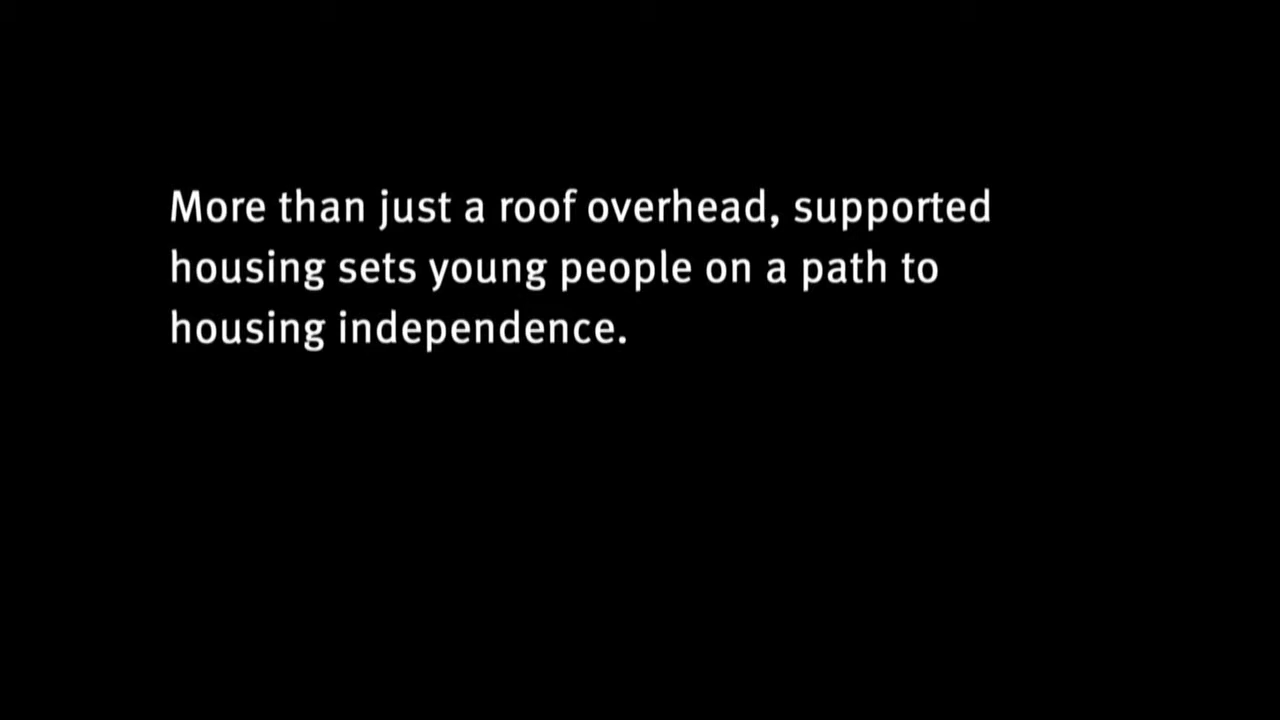 More than just a roof overhead, supported
housing sets young people on a path to
housing independence.